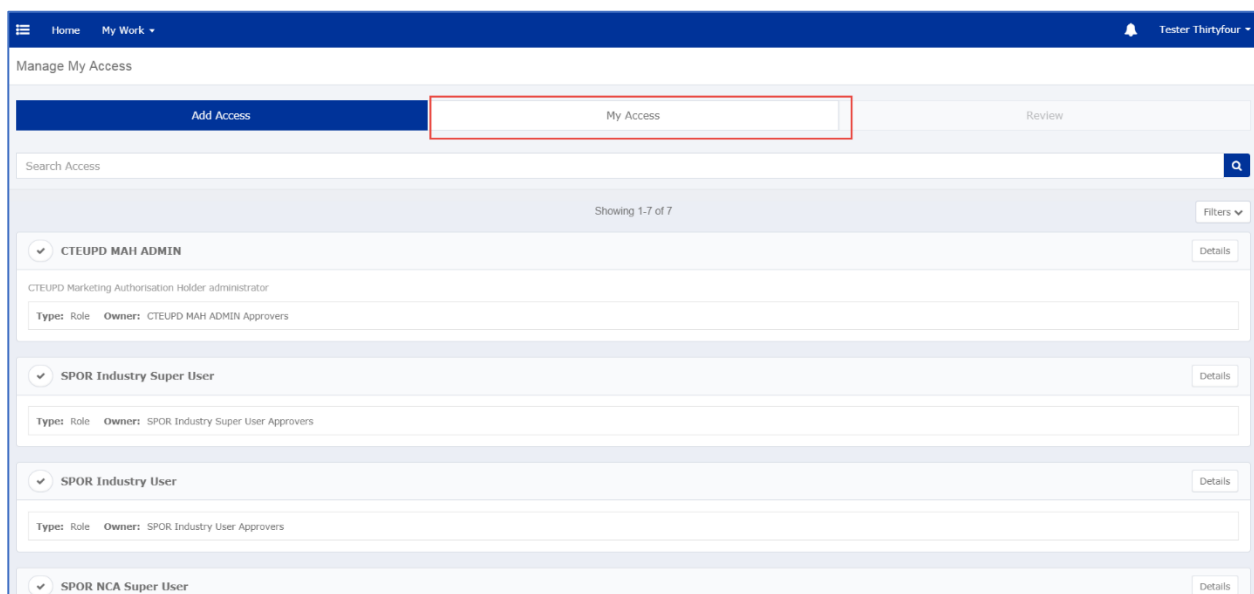 Home My Work Tester Thirtyfour
Manage My Access
Add Access My Access Review
Search Access
Showing 1-7 of 7 Filters
CTEUPD MAH ADMIN Details
CTEUPD Marketing Authorisation Holder administrator
Type: Role Owner: CTEUPD MAH ADMIN Approvers
SPOR Industry Super User Details
Type: Role Owner: SPOR Industry Super User Approvers
SPOR Industry User Details
Type: Role Owner: SPOR Industry User Approvers
SPOR NCA Super User Details